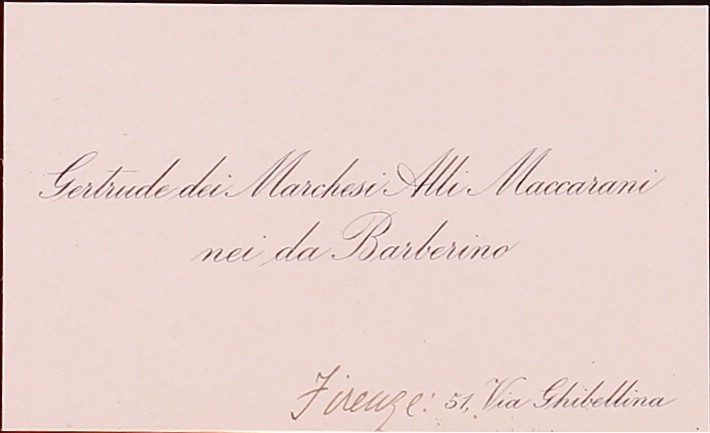 Gertrude dei Marchesi Alli Maccarani
nei da Barberino
Firenze: 51, Via Ghibellina